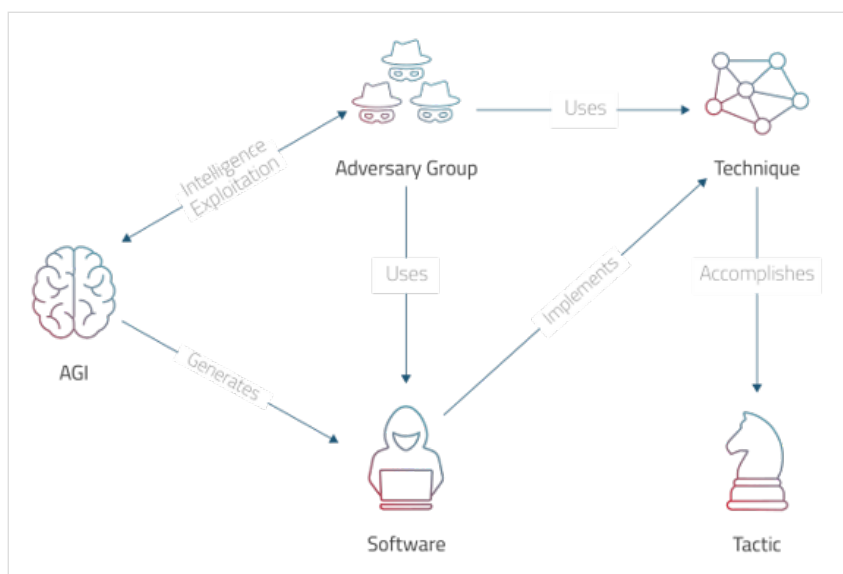 Uses
Adversary Group
Technique
Intelligence
Exploitation
Uses
Implements
Accomplishes
AGI
Generates
Software
Tactic